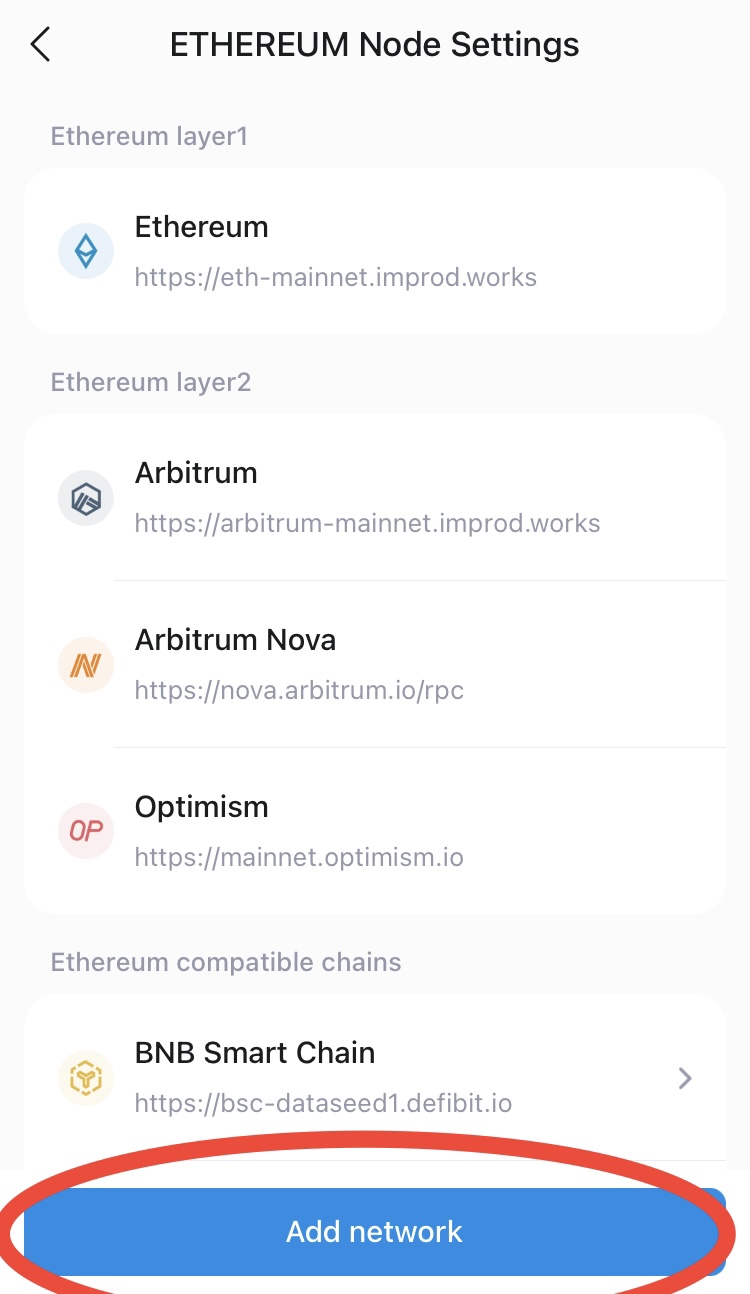 ETHEREUM Node Settings
Ethereum layer1
Ethereum
https://eth-mainnet.improd.works
Ethereum layer2
Arbitrum
https://arbitrum-mainnet.improd.works
Arbitrum Nova
https://nova.arbitrum.io/rpc
OP
Optimism
https://mainnet.optimism.io
Ethereum compatible chains
BNB Smart Chain
https://bsc-dataseed1.defibit.io
Add network